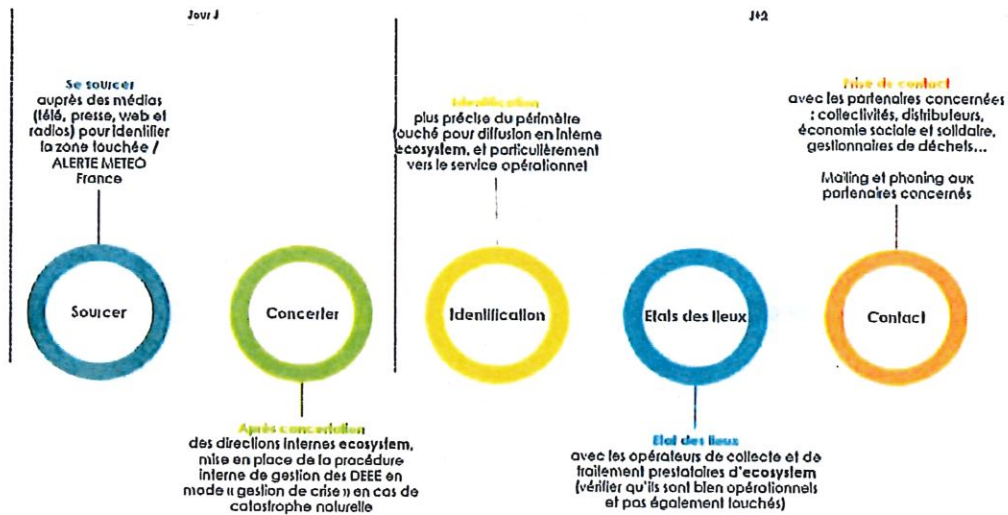 Jour J
J+2
Se sourcer
auprès des médias
(télé, presse, web et
radios) pour identifier
la zone touchée /
ALERTE METEO
France
Identification
plus précise du périmètre
touché pour diffusion en interne
ecosystem, et particulièrement
vers le service opérationnel
Prise de contact
avec les partenaires concernées
: collectivités, distributeurs,
économie sociale et solidaire,
gestionnaires de déchets...
Mailing et phoning aux
partenaires concernés
Sourcer
Concerter
Identification
Etats des lieux
Contact
Après concertation
des directions internes ecosystem,
mise en place de la procédure
interne de gestion des DEEE en
mode « gestion de crise » en cas de
catastrophe naturelle
Etat des lieux
avec les opérateurs de collecte et de
traitement prestataires d'ecosystem
(vérifier qu'ils sont bien opérationnels
et pas également touchés)